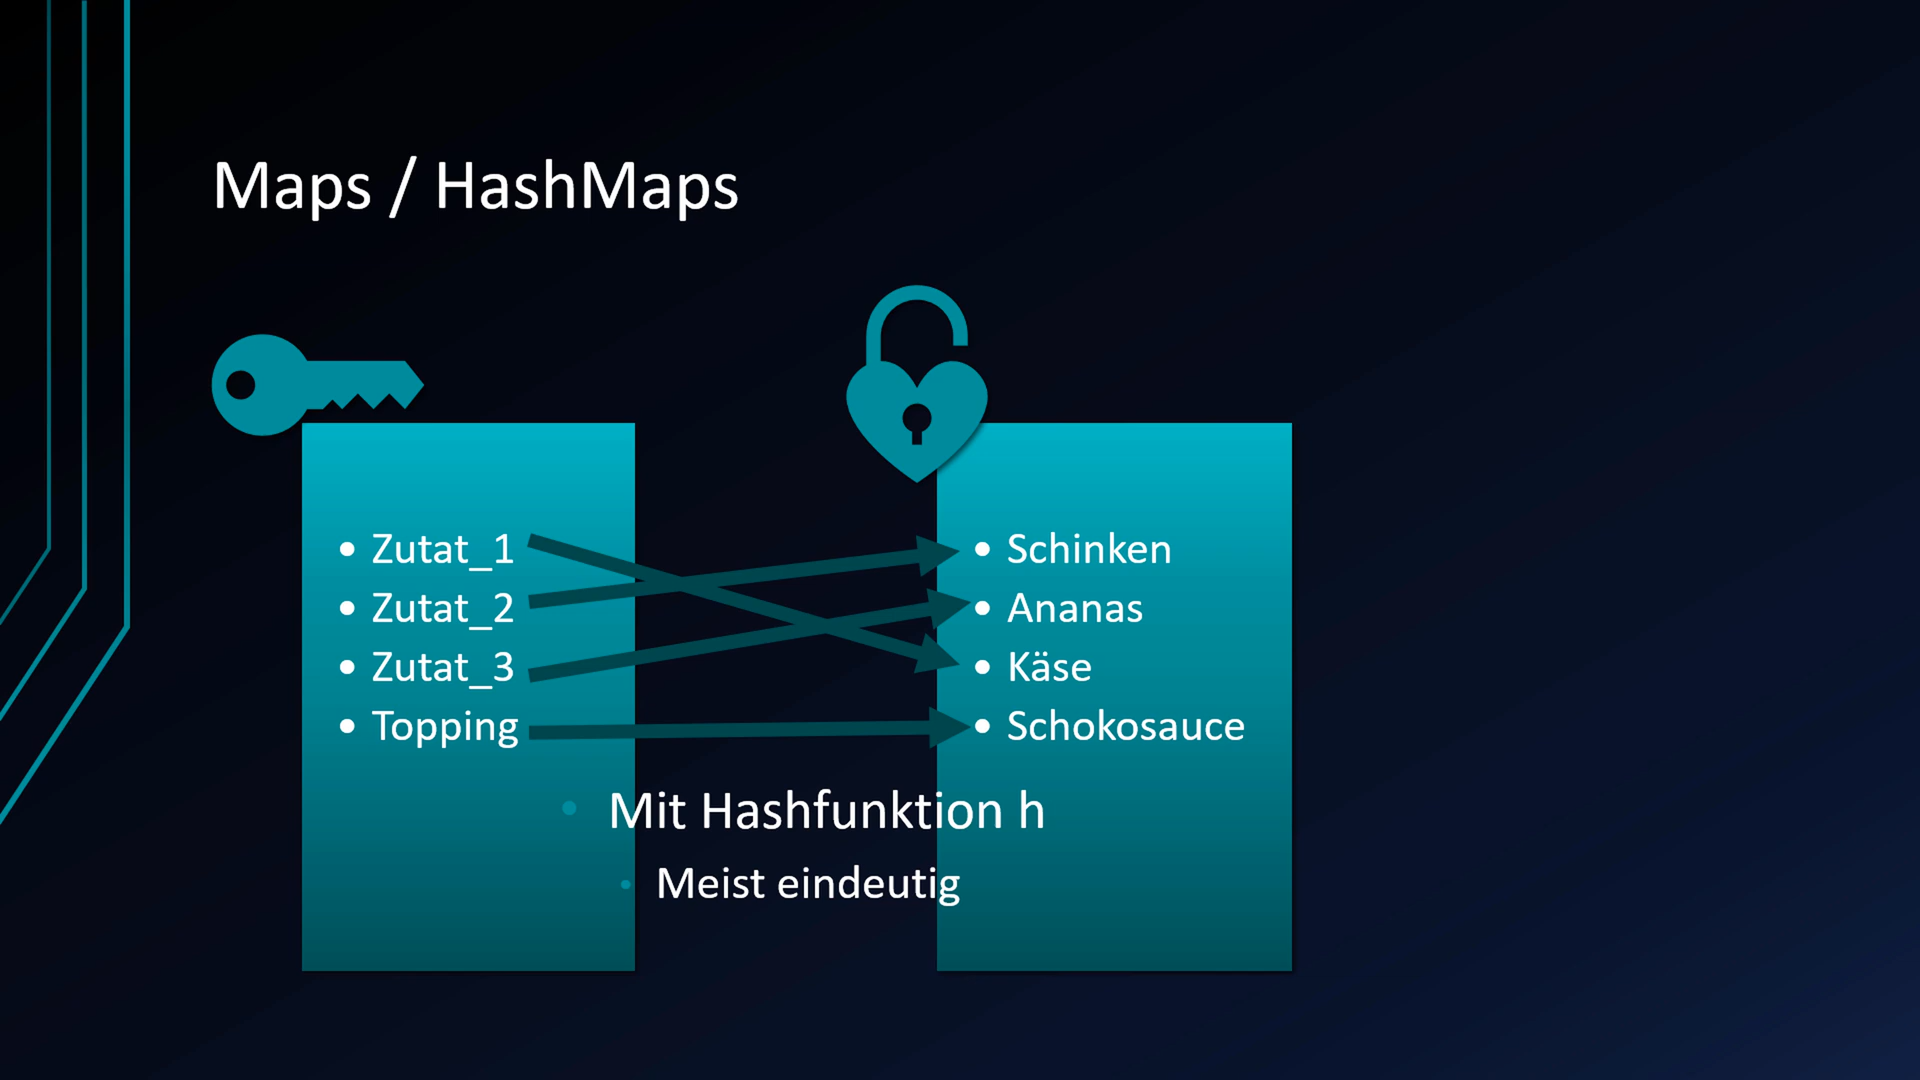 Maps / HashMaps
• Zutat_1
• Zutat_2
• Zutat_3
• Topping
• Schinken
• Ananas
• Käse
• Schokosauce
• Mit Hashfunktion h
• Meist eindeutig